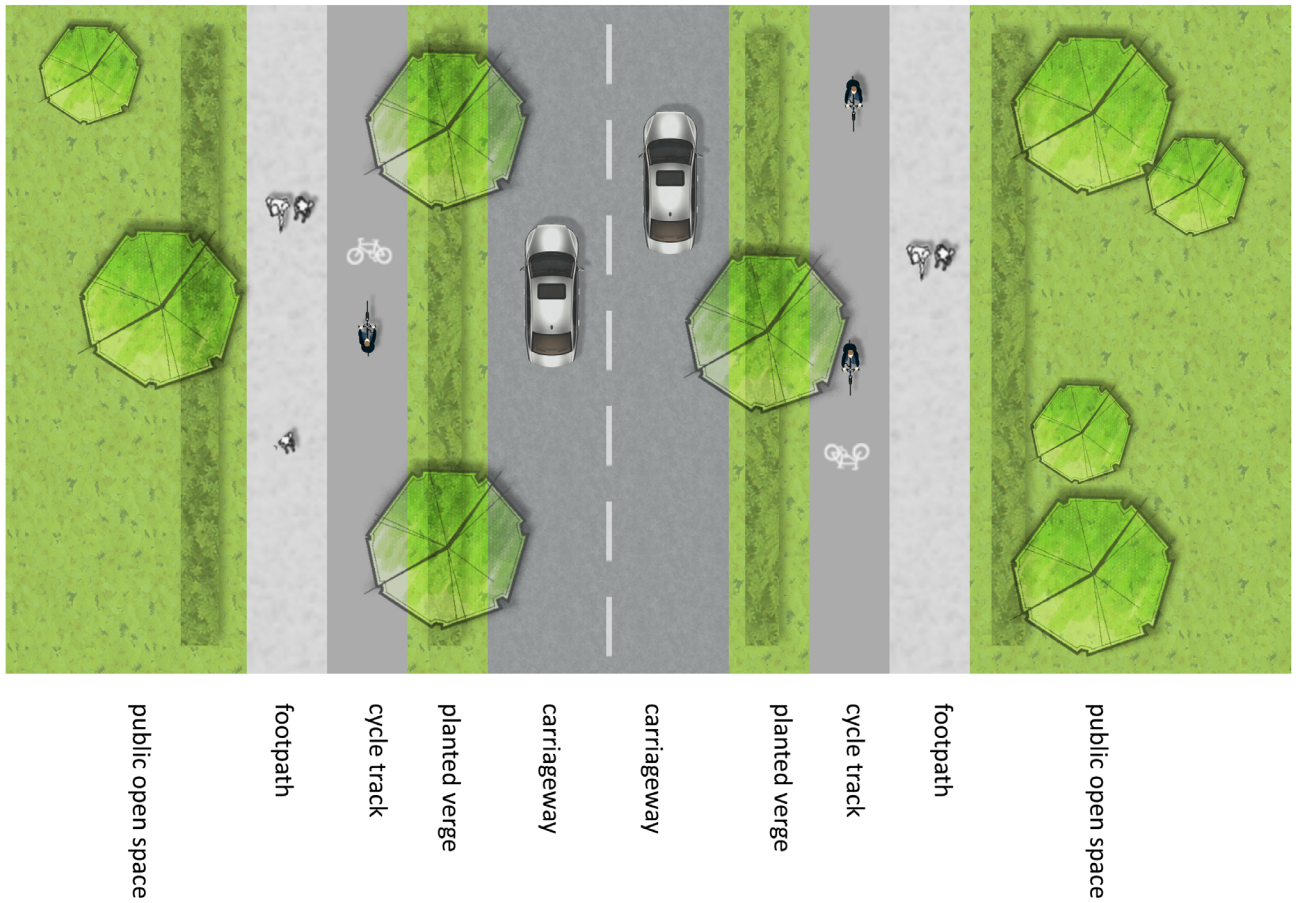 public open space
footpath
cycle track
planted verge
carriageway
carriageway
planted verge
cycle track
footpath
public open space